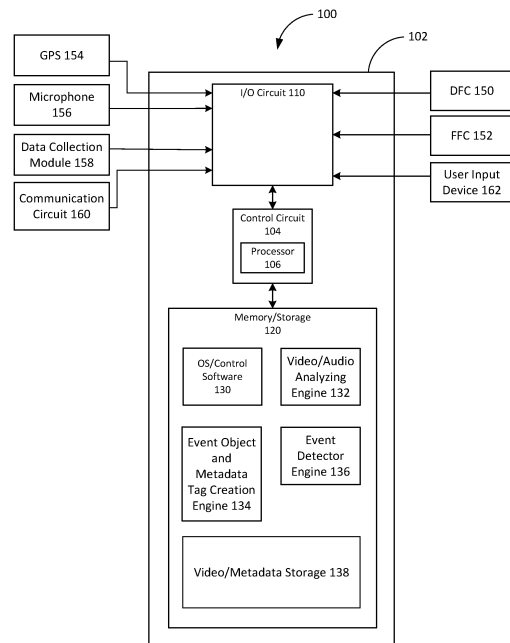 100
102
GPS 154
I/O Circuit 110
DFC 150
Microphone
156
FFC 152
Data Collection
Module 158
User Input
Device 162
Communication
Circuit 160
Control Circuit
104
Processor
106
Memory/Storage
120
OS/Control
Software
130
Video/Audio
Analyzing
Engine 132
Event Object
and
Metadata
Tag Creation
Engine 134
Event
Detector
Engine 136
Video/Metadata Storage 138